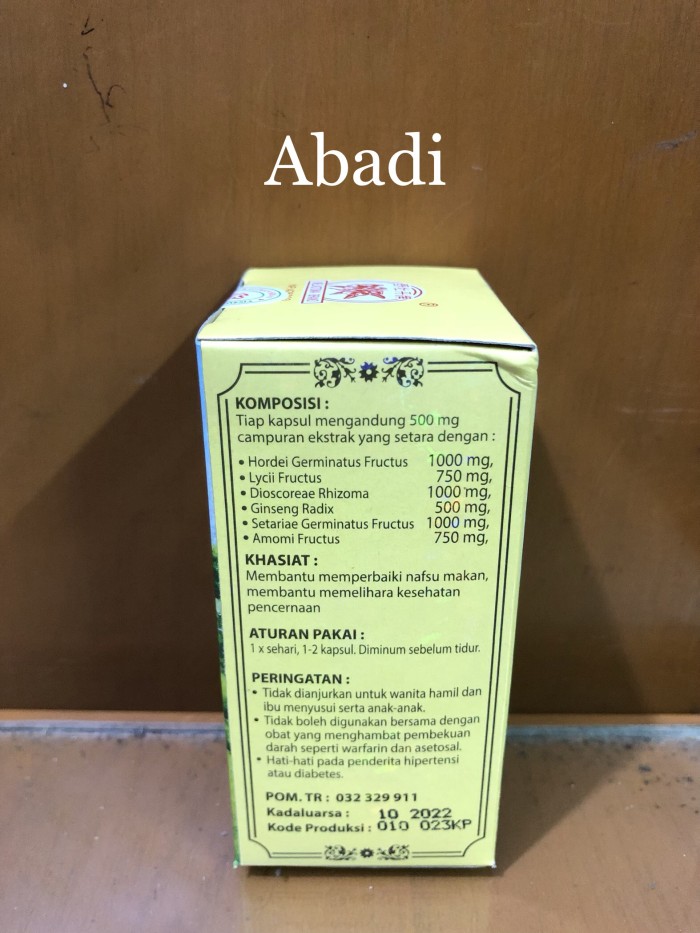 Abadi
KOMPOSISI :
Tiap kapsul mengandung 500 mg
campuran ekstrak yang setara dengan :
• Hordei Germinatus Fructus 1000 mg,
• Lycii Fructus 750 mg,
• Dioscoreae Rhizoma 1000 mg,
• Ginseng Radix 500 mg,
• Setariae Germinatus Fructus 1000 mg,
• Amomi Fructus 750 mg,
KHASIAT :
Membantu memperbaiki nafsu makan,
membantu memelihara kesehatan
pencernaan
ATURAN PAKAI :
1 x sehari, 1-2 kapsul. Diminum sebelum tidur.
PERINGATAN :
• Tidak dianjurkan untuk wanita hamil dan
ibu menyusui serta anak-anak.
• Tidak boleh digunakan bersama dengan
obat yang menghambat pembekuan
darah seperti warfarin dan asetosal.
• Hati-hati pada penderita hipertensi
atau diabetes.
POM. TR : 032 329 911
Kadaluarsa : 10 2022
Kode Produksi : 010 023KP